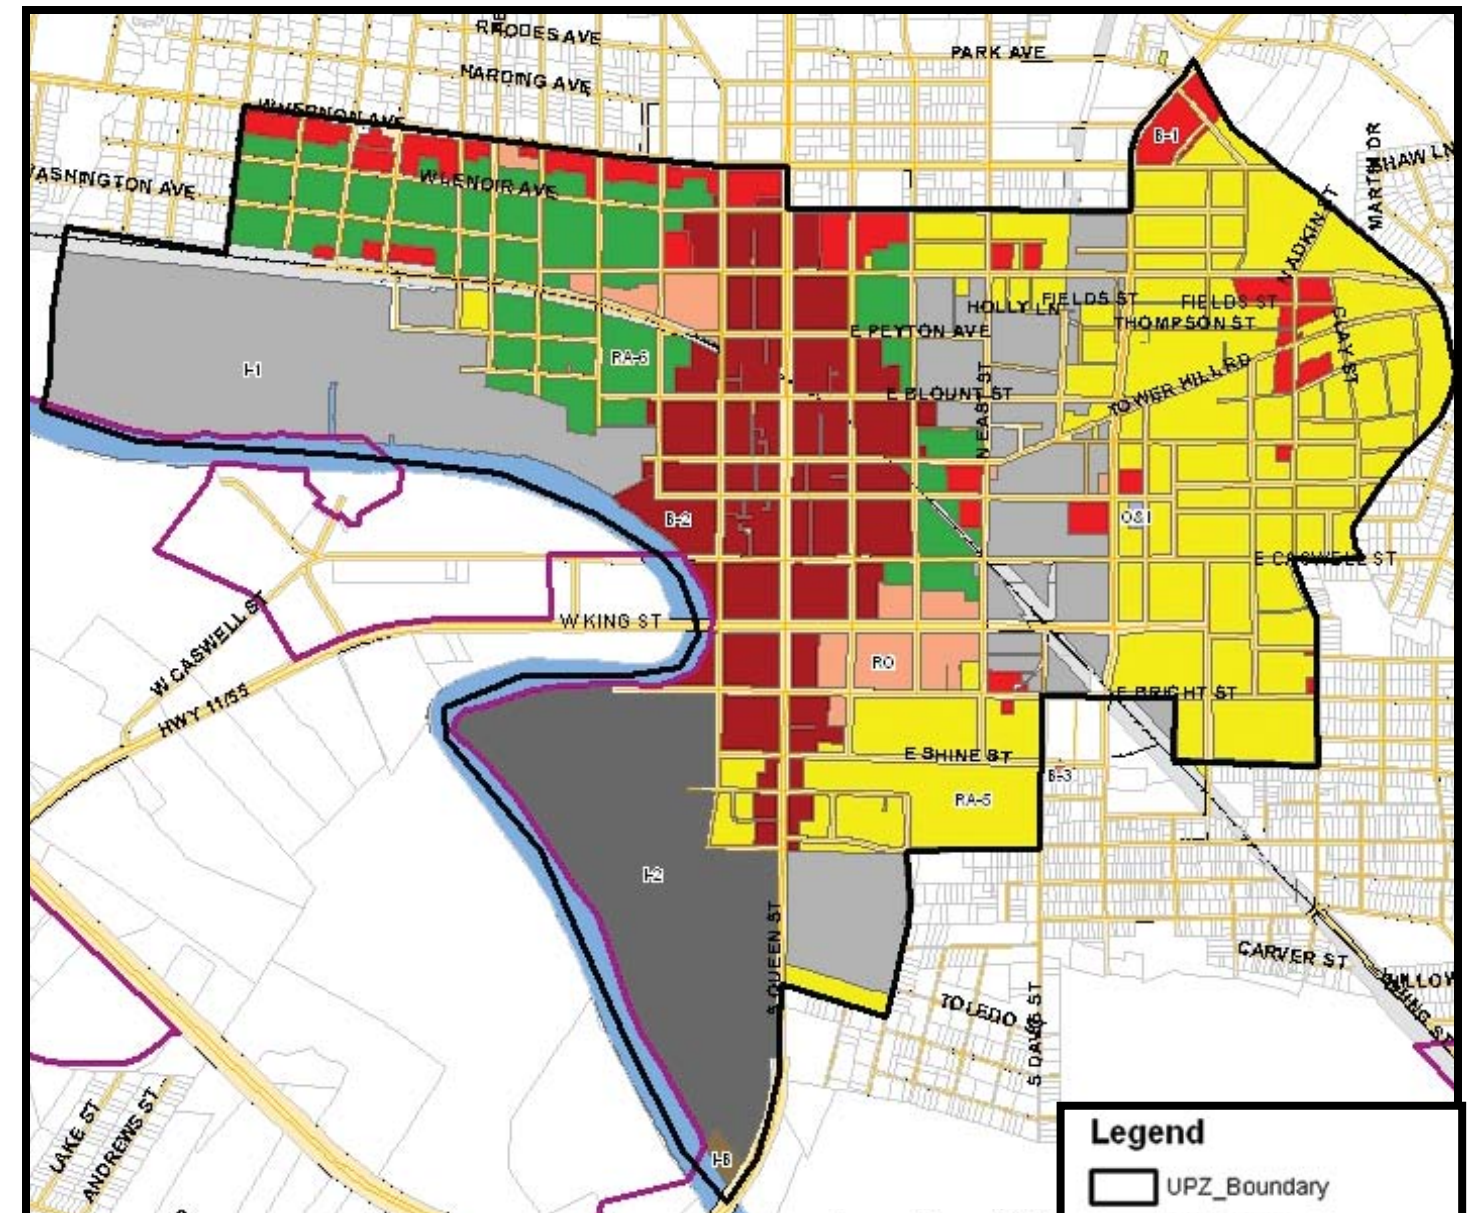 RHODES AVE
PARK AVE
HARDING AVE
W VERNON AVE
B-1
MARTIN DR
SHAW LN
WASHINGTON AVE
W LENOIR AVE
N ADKIN ST
HOLLY LN
FIELDS ST
FIELDS ST
THOMPSON ST
E PEYTON AVE
CLAY ST
RA-6
I-1
TOWER HILL RD
E BLOUNT ST
N EAST ST
B-2
O&I
E CASWELL ST
W CASWELL ST
W KING ST
RO
HWY 11/55
E BRIGHT ST
E SHINE ST
B-3
RA-5
I-2
S QUEEN ST
CARVER ST
TOLEDO
S DAVIS ST
LAKE ST
ANDREWS ST
Legend
UPZ_Boundary